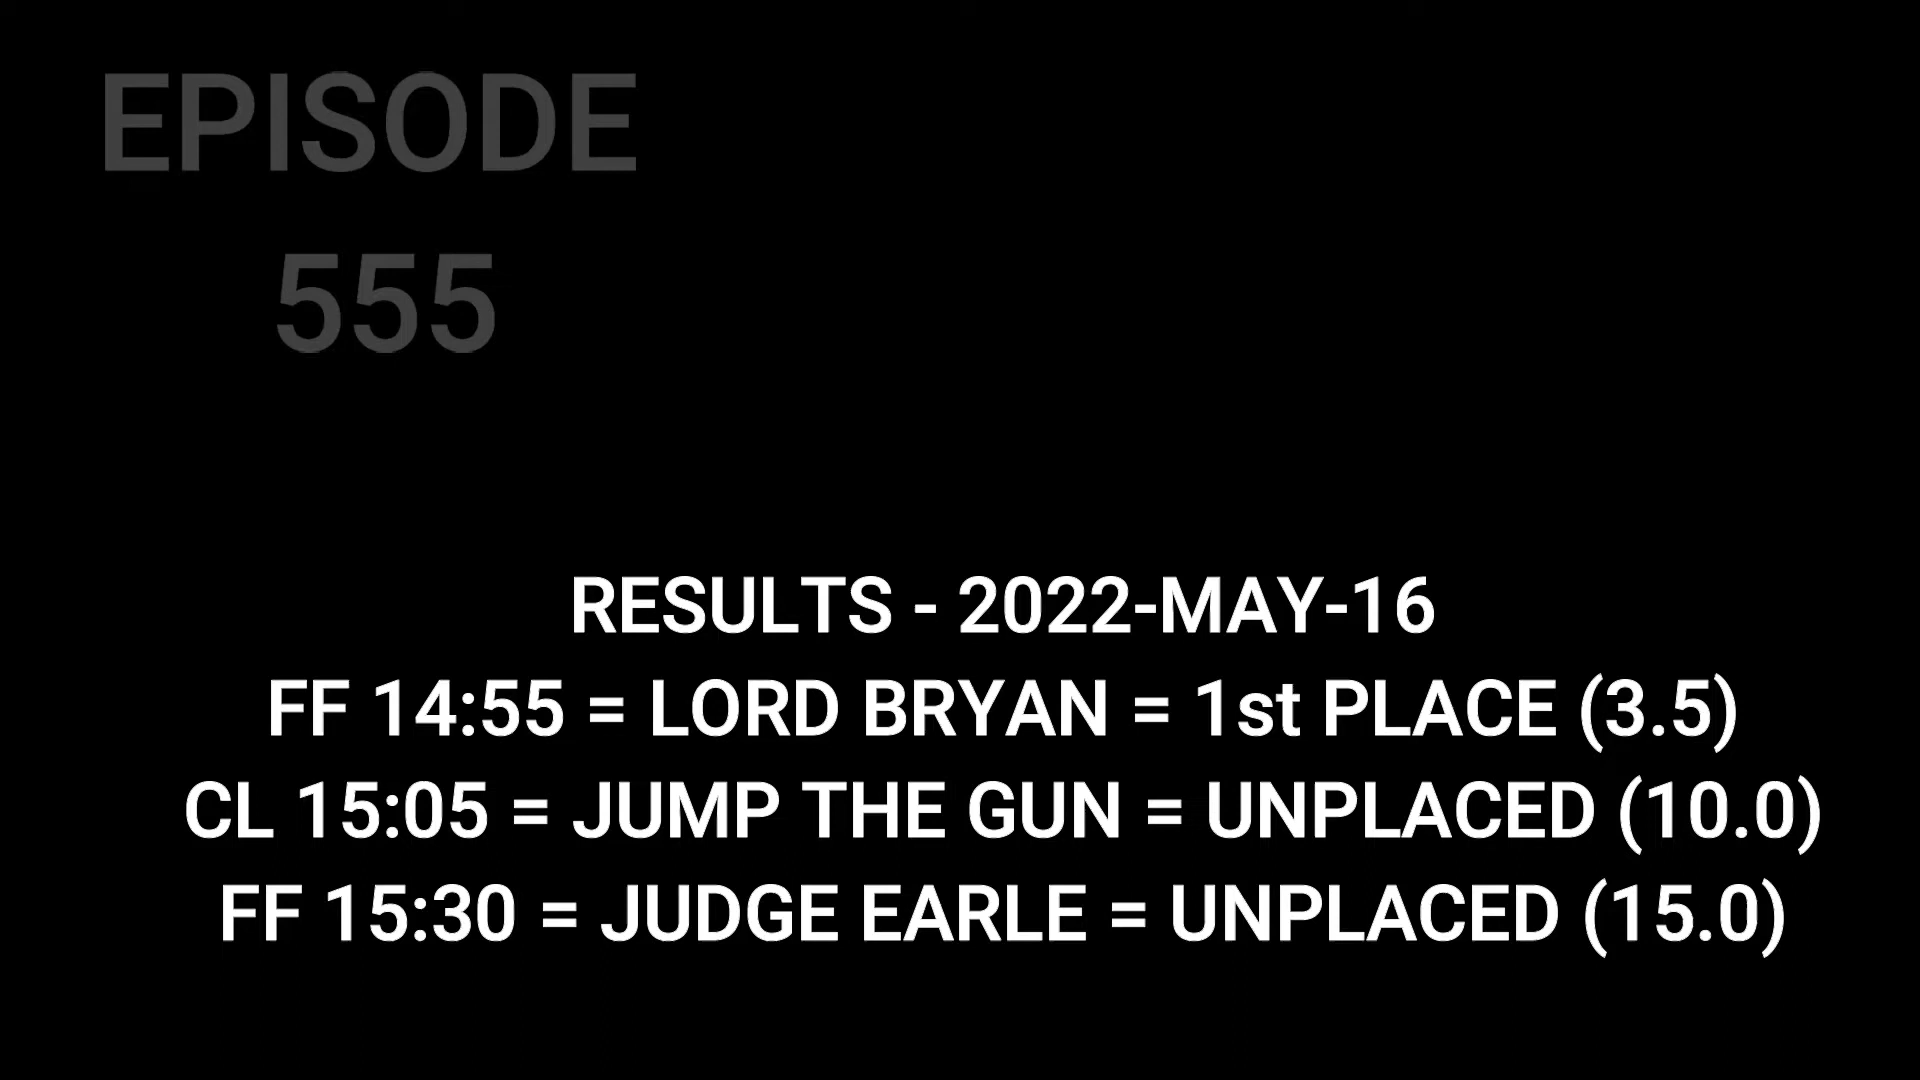 EPISODE
555
RESULTS - 2022-MAY-16
FF 14:55 = LORD BRYAN = 1st PLACE (3.5)
CL 15:05 = JUMP THE GUN = UNPLACED (10.0)
FF 15:30 = JUDGE EARLE = UNPLACED (15.0)